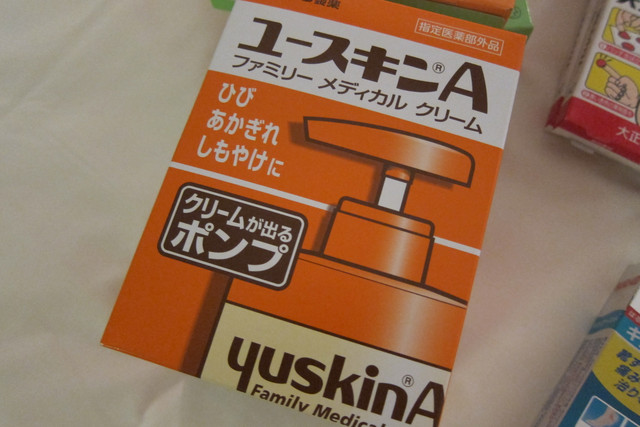 指定医薬部外品
ユースキン®A
ファミリー メディカル クリーム
ひび
あかぎれ
しもやけに
クリームが出る
ポンプ
yuskin®A
Family Medical
大正